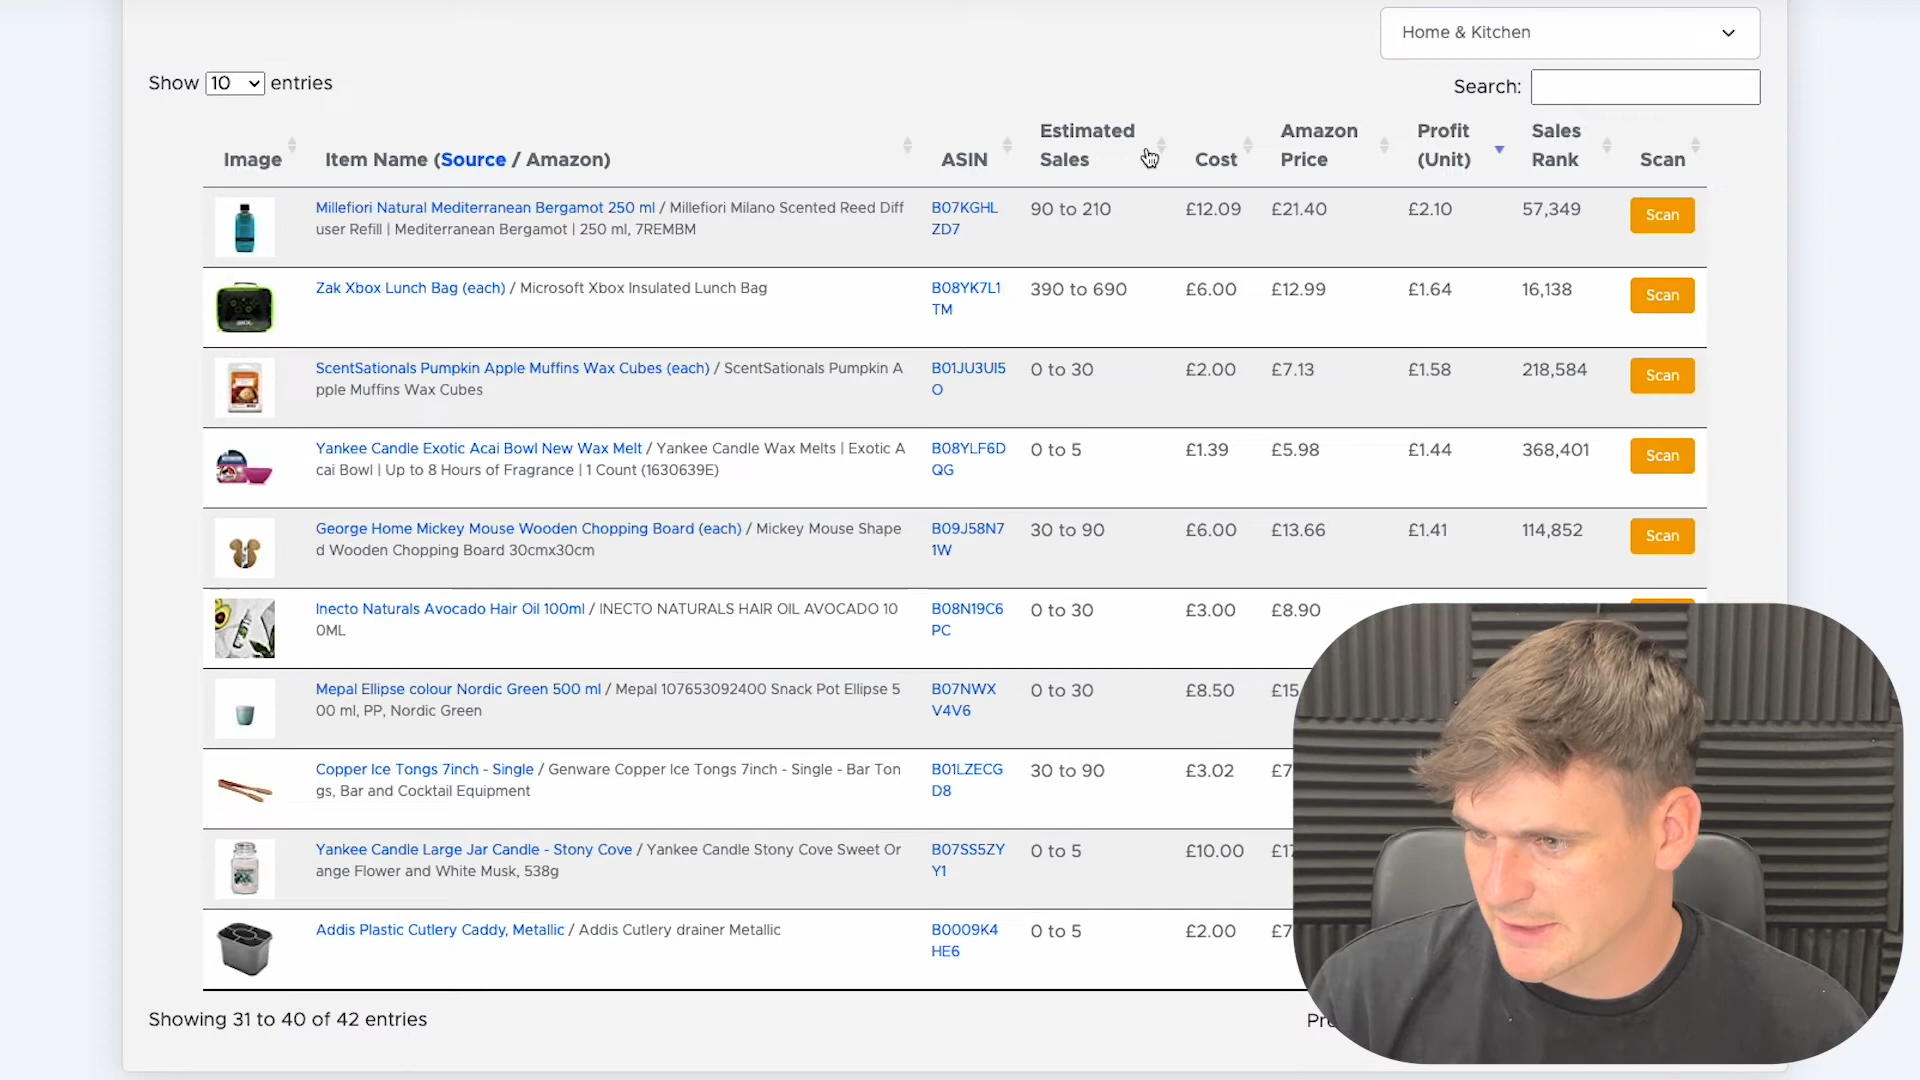 Home & Kitchen
Show 10 entries
Search:
Image
Item Name (Source / Amazon)
ASIN
Estimated
Sales
Cost
Amazon
Price
Profit
(Unit)
Sales
Rank
Scan
Millefiori Natural Mediterranean Bergamot 250 ml / Millefiori Milano Scented Reed Diff
user Refill | Mediterranean Bergamot | 250 ml, 7REMBM
B07KGHL
ZD7
90 to 210
£12.09
£21.40
£2.10
57,349
Scan
Zak Xbox Lunch Bag (each) / Microsoft Xbox Insulated Lunch Bag
B08YK7L1
TM
390 to 690
£6.00
£12.99
£1.64
16,138
Scan
ScentSationals Pumpkin Apple Muffins Wax Cubes (each) / ScentSationals Pumpkin A
pple Muffins Wax Cubes
B01JU3UI5
O
0 to 30
£2.00
£7.13
£1.58
218,584
Scan
Yankee Candle Exotic Acai Bowl New Wax Melt / Yankee Candle Wax Melts | Exotic A
cai Bowl | Up to 8 Hours of Fragrance | 1 Count (1630639E)
B08YLF6D
QG
0 to 5
£1.39
£5.98
£1.44
368,401
Scan
George Home Mickey Mouse Wooden Chopping Board (each) / Mickey Mouse Shape
d Wooden Chopping Board 30cmx30cm
B09J58N7
1W
30 to 90
£6.00
£13.66
£1.41
114,852
Scan
Inecto Naturals Avocado Hair Oil 100ml / INECTO NATURALS HAIR OIL AVOCADO 10
0ML
B08N19C6
PC
0 to 30
£3.00
£8.90
Mepal Ellipse colour Nordic Green 500 ml / Mepal 107653092400 Snack Pot Ellipse 5
00 ml, PP, Nordic Green
B07NWX
V4V6
0 to 30
£8.50
£15
Copper Ice Tongs 7inch - Single / Genware Copper Ice Tongs 7inch - Single - Bar Ton
gs, Bar and Cocktail Equipment
B01LZECG
D8
30 to 90
£3.02
£7
Yankee Candle Large Jar Candle - Stony Cove / Yankee Candle Stony Cove Sweet Or
ange Flower and White Musk, 538g
B07SS5ZY
Y1
0 to 5
£10.00
£17
Addis Plastic Cutlery Caddy, Metallic / Addis Cutlery drainer Metallic
B0009K4
HE6
0 to 5
£2.00
£7
Showing 31 to 40 of 42 entries